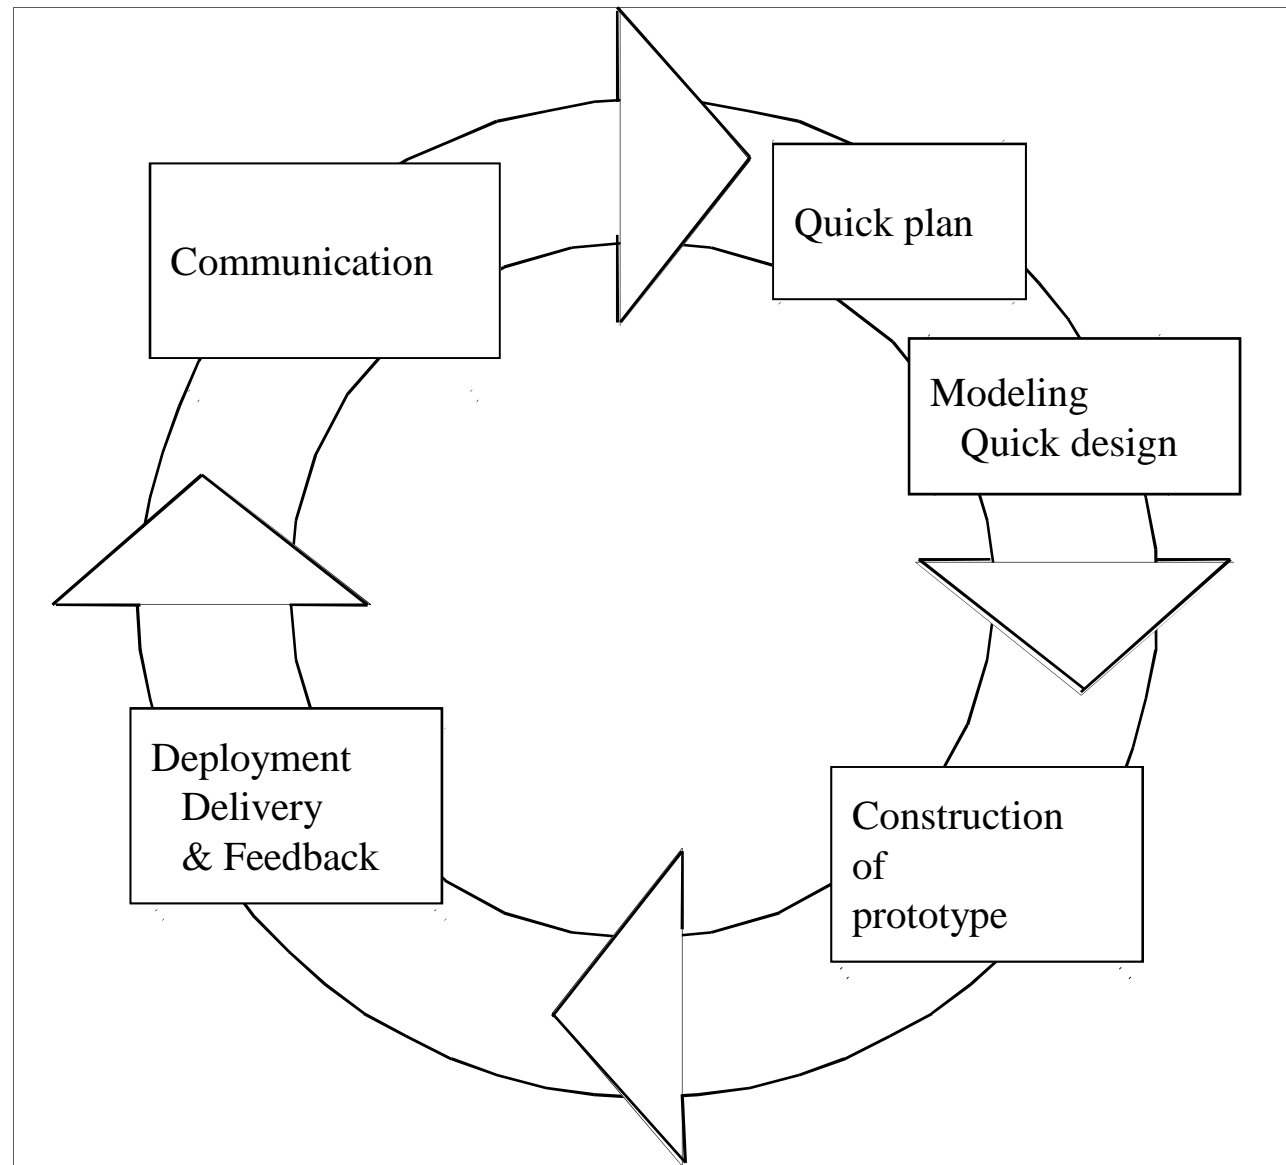 Communication
Quick plan
Modeling
Quick design
Construction
of
prototype
Deployment
Delivery
& Feedback